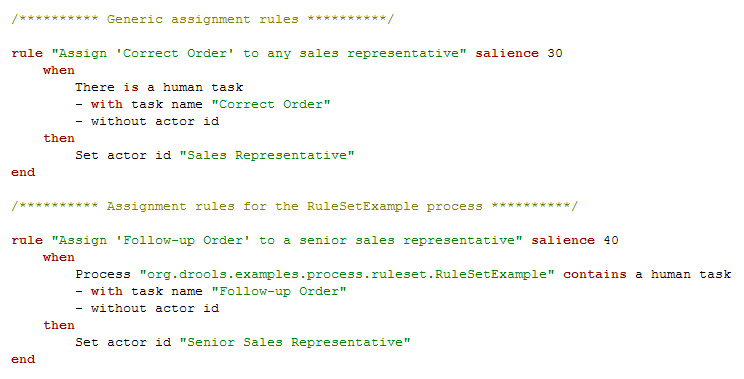 /********** Generic assignment rules **********/
rule "Assign 'Correct Order' to any sales representative" salience 30
when
There is a human task
- with task name "Correct Order"
- without actor id
then
Set actor id "Sales Representative"
end
/********** Assignment rules for the RuleSetExample process **********/
rule "Assign 'Follow-up Order' to a senior sales representative" salience 40
when
Process "org.drools.examples.process.ruleset.RuleSetExample" contains a human task
- with task name "Follow-up Order"
- without actor id
then
Set actor id "Senior Sales Representative"
end